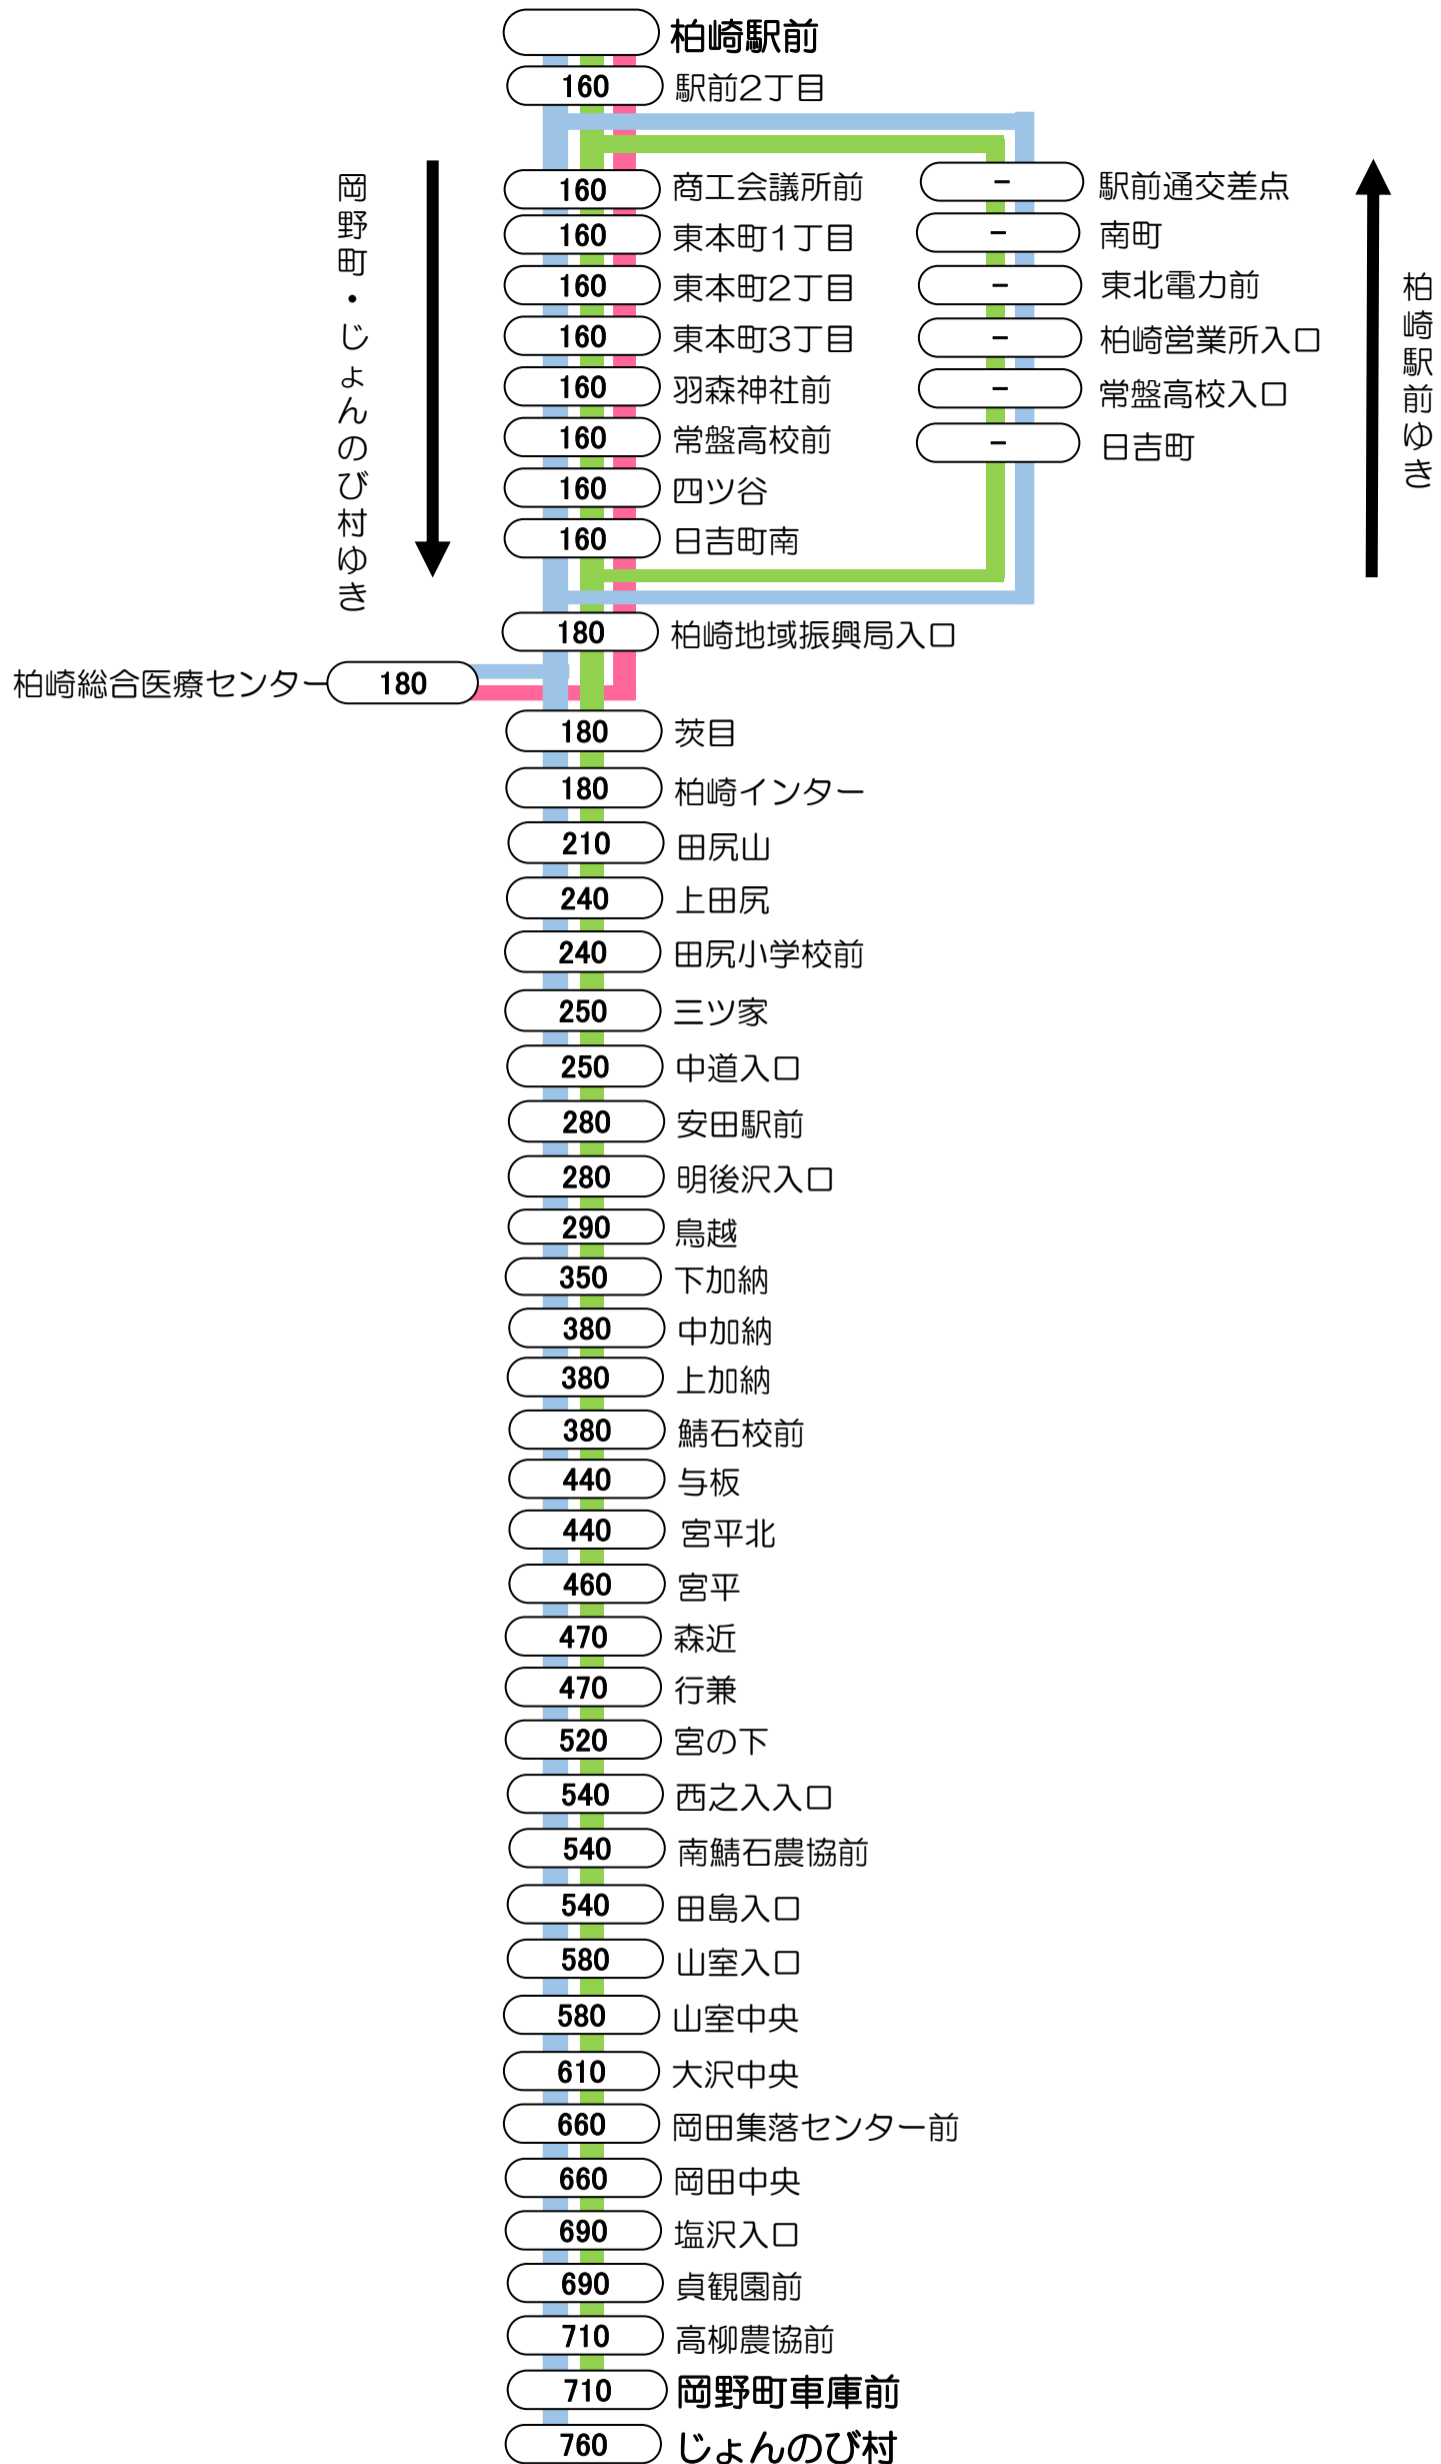 柏崎駅前
160 駅前2丁目
岡野町・じょんのび村ゆき
160 商工会議所前
160 東本町1丁目
160 東本町2丁目
160 東本町3丁目
160 羽森神社前
160 常盤高校前
160 四ツ谷
160 日吉町南
- 駅前通交差点
- 南町
- 東北電力前
- 柏崎営業所入口
- 常盤高校入口
- 日吉町
柏崎駅前ゆき
180 柏崎地域振興局入口
柏崎総合医療センター 180
180 茨目
180 柏崎インター
210 田尻山
240 上田尻
240 田尻小学校前
250 三ツ家
250 中道入口
280 安田駅前
280 明後沢入口
290 鳥越
350 下加納
380 中加納
380 上加納
380 鯖石校前
440 与板
440 宮平北
460 宮平
470 森近
470 行兼
520 宮の下
540 西之入入口
540 南鯖石農協前
540 田島入口
580 山室入口
580 山室中央
610 大沢中央
660 岡田集落センター前
660 岡田中央
690 塩沢入口
690 貞観園前
710 高柳農協前
710 岡野町車庫前
760 じょんのび村